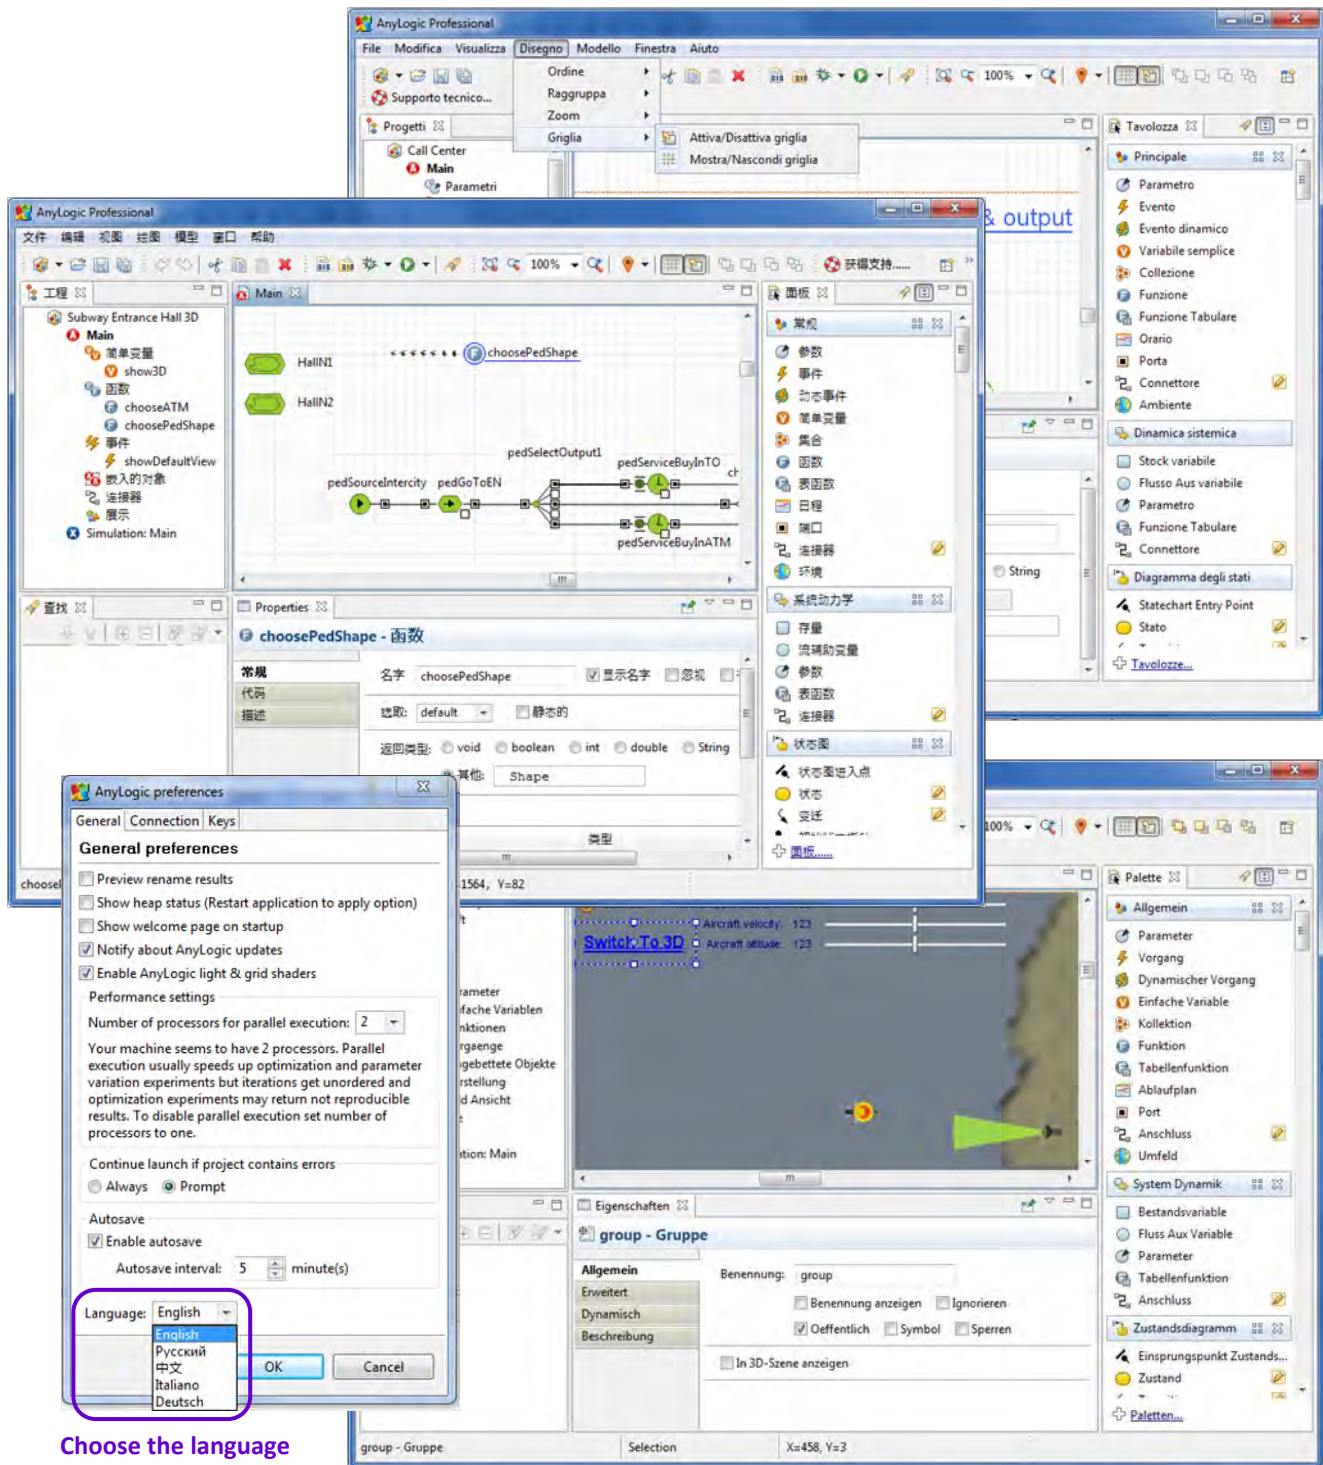 AnyLogic Professional
File Modifica Visualizza Disegno Modello Finestra Aiuto
100%
Supporto tecnico...
Ordine
Raggruppa
Zoom
Griglia
Attiva/Disattiva griglia
Mostra/Nascondi griglia
Progetti
Call Center
Main
Parametri
& output
String
Tavolozza
Principale
Parametro
Evento
Evento dinamico
Variabile semplice
Collezione
Funzione
Funzione Tabulare
Orario
Porta
Connettore
Ambiente
Dinamica sistemica
Stock variabile
Flusso Aus variabile
Parametro
Funzione Tabulare
Connettore
Diagramma degli stati
Statechart Entry Point
Stato
Tavolozze...
AnyLogic Professional
文件 编辑 视图 绘图 模型 窗口 帮助
100%
获得支持......
工程
Subway Entrance Hall 3D
Main
简单变量
show3D
函数
chooseATM
choosePedShape
事件
showDefaultView
嵌入的对象
连接器
展示
Simulation: Main
查找
Main
HallN1
HallN2
choosePedShape
pedSelectOutput1
pedServiceBuyInTO
ch
pedSourceIntercity pedGoToEN
pedServiceBuyInATM
Properties
choosePedShape - 函数
常规
代码
描述
名字 choosePedShape 显示名字 忽视
选取: default 静态的
返回类型: void boolean int double String
其他: Shape
类型
面板
常规
参数
事件
动态事件
简单变量
集合
函数
表函数
日程
端口
连接器
环境
系统动力学
存量
流辅助变量
参数
表函数
连接器
状态图
状态图进入点
状态
变迁
面板......
1564, Y=82
AnyLogic preferences
General Connection Keys
General preferences
Preview rename results
Show heap status (Restart application to apply option)
Show welcome page on startup
Notify about AnyLogic updates
Enable AnyLogic light & grid shaders
Performance settings
Number of processors for parallel execution: 2
Your machine seems to have 2 processors. Parallel
execution usually speeds up optimization and parameter
variation experiments but iterations get unordered and
optimization experiments may return not reproducible
results. To disable parallel execution set number of
processors to one.
Continue launch if project contains errors
Always Prompt
Autosave
Enable autosave
Autosave interval: 5 minute(s)
Language: English
English
Русский
中文
Italiano
Deutsch
OK
Cancel
Choose the language
100%
Aircraft velocity: 123
Switch To 3D
Aircraft altitude: 123
rameter
fache Variablen
nktionen
rgaenge
ngebettete Objekte
rstellung
d Ansicht
tion: Main
Eigenschaften
group - Gruppe
Allgemein
Erweitert
Dynamisch
Beschreibung
Benennung: group
Benennung anzeigen Ignorieren
Oeffentlich Symbol Sperren
In 3D-Szene anzeigen
Palette
Allgemein
Parameter
Vorgang
Dynamischer Vorgang
Einfache Variable
Kollektion
Funktion
Tabellenfunktion
Ablaufplan
Port
Anschluss
Umfeld
System Dynamik
Bestandsvariable
Fluss Aux Variable
Parameter
Tabellenfunktion
Anschluss
Zustandsdiagramm
Einsprungspunkt Zustands...
Zustand
Paletten...
group - Gruppe
Selection
X=458, Y=3